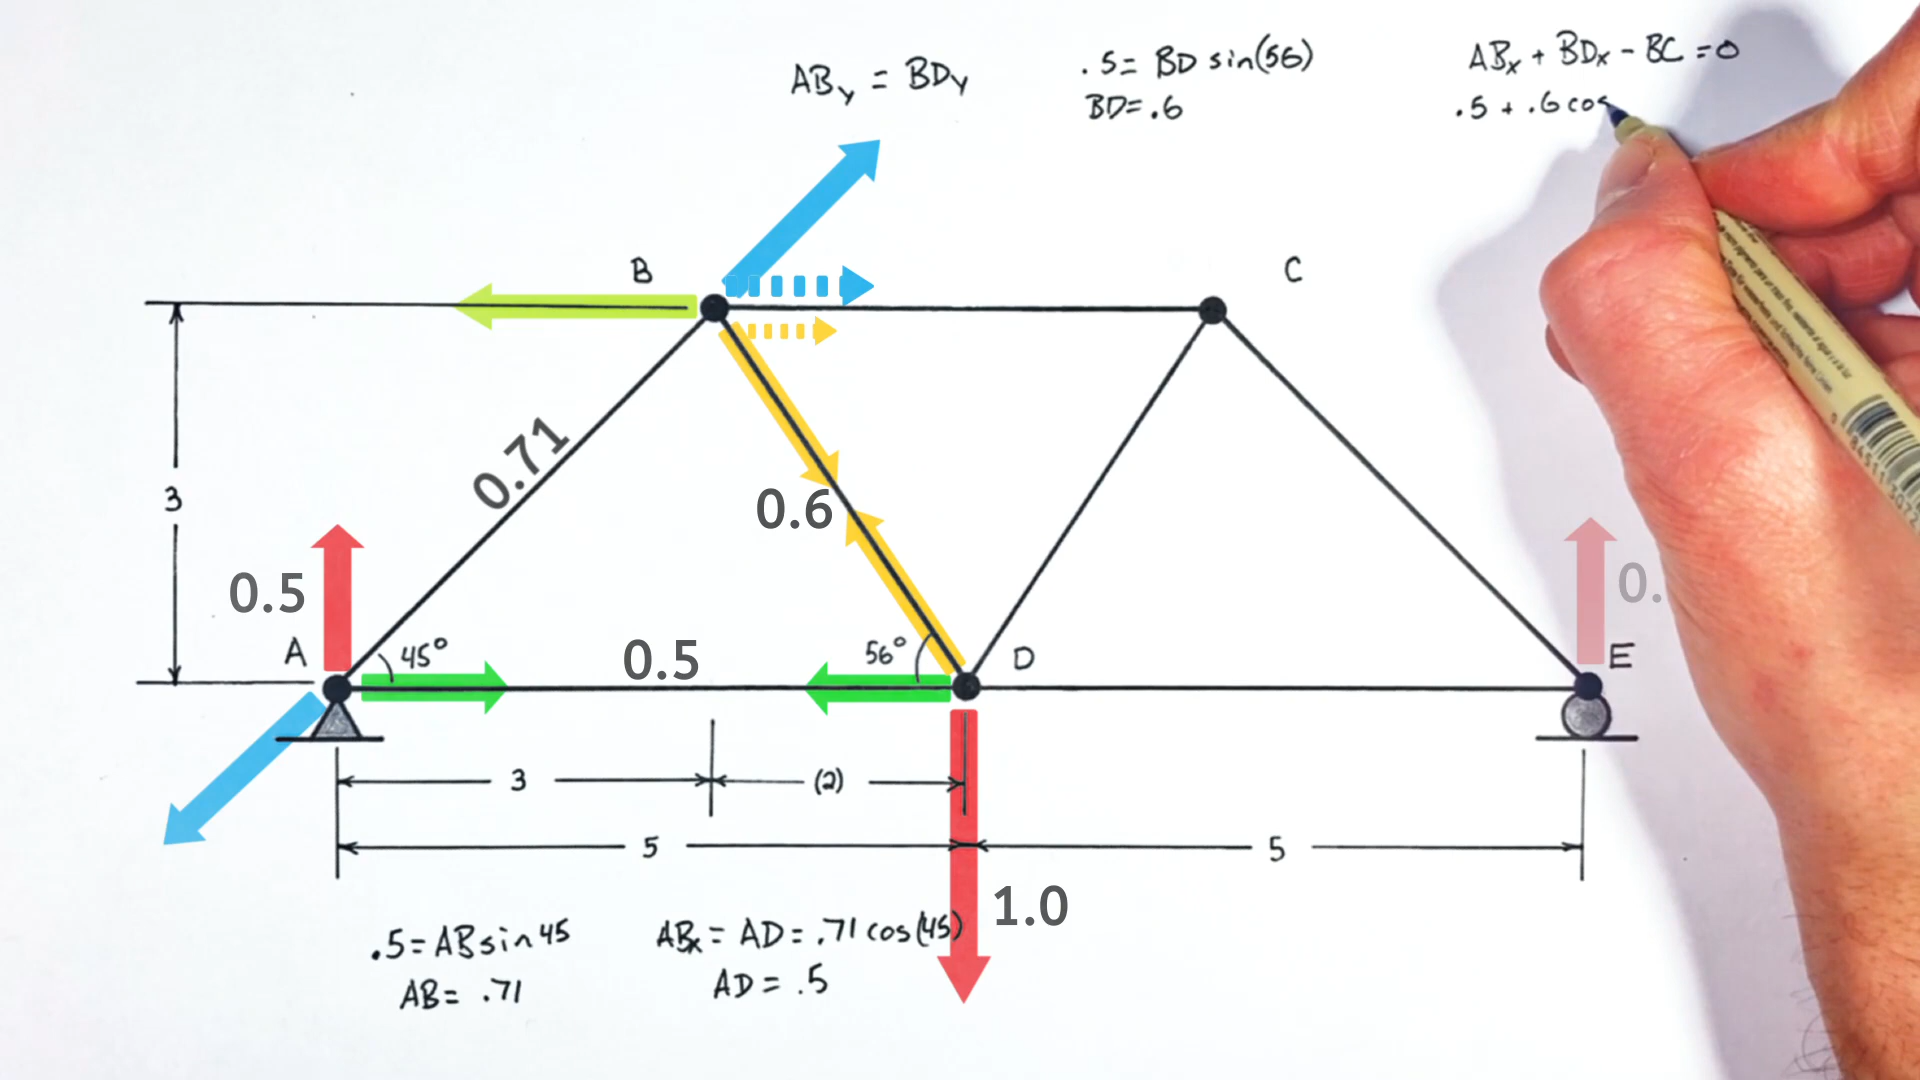 AB_y = BD_y
.5 = BD sin(56)
BD = .6
AB_x + BD_x - BC = 0
.5 + .6 cos
B
C
3
0.71
0.6
0.5
0.
A
45°
0.5
56°
D
E
3
(2)
5
5
1.0
.5 = AB sin 45
AB = .71
AB_x = AD = .71 cos(45)
AD = .5